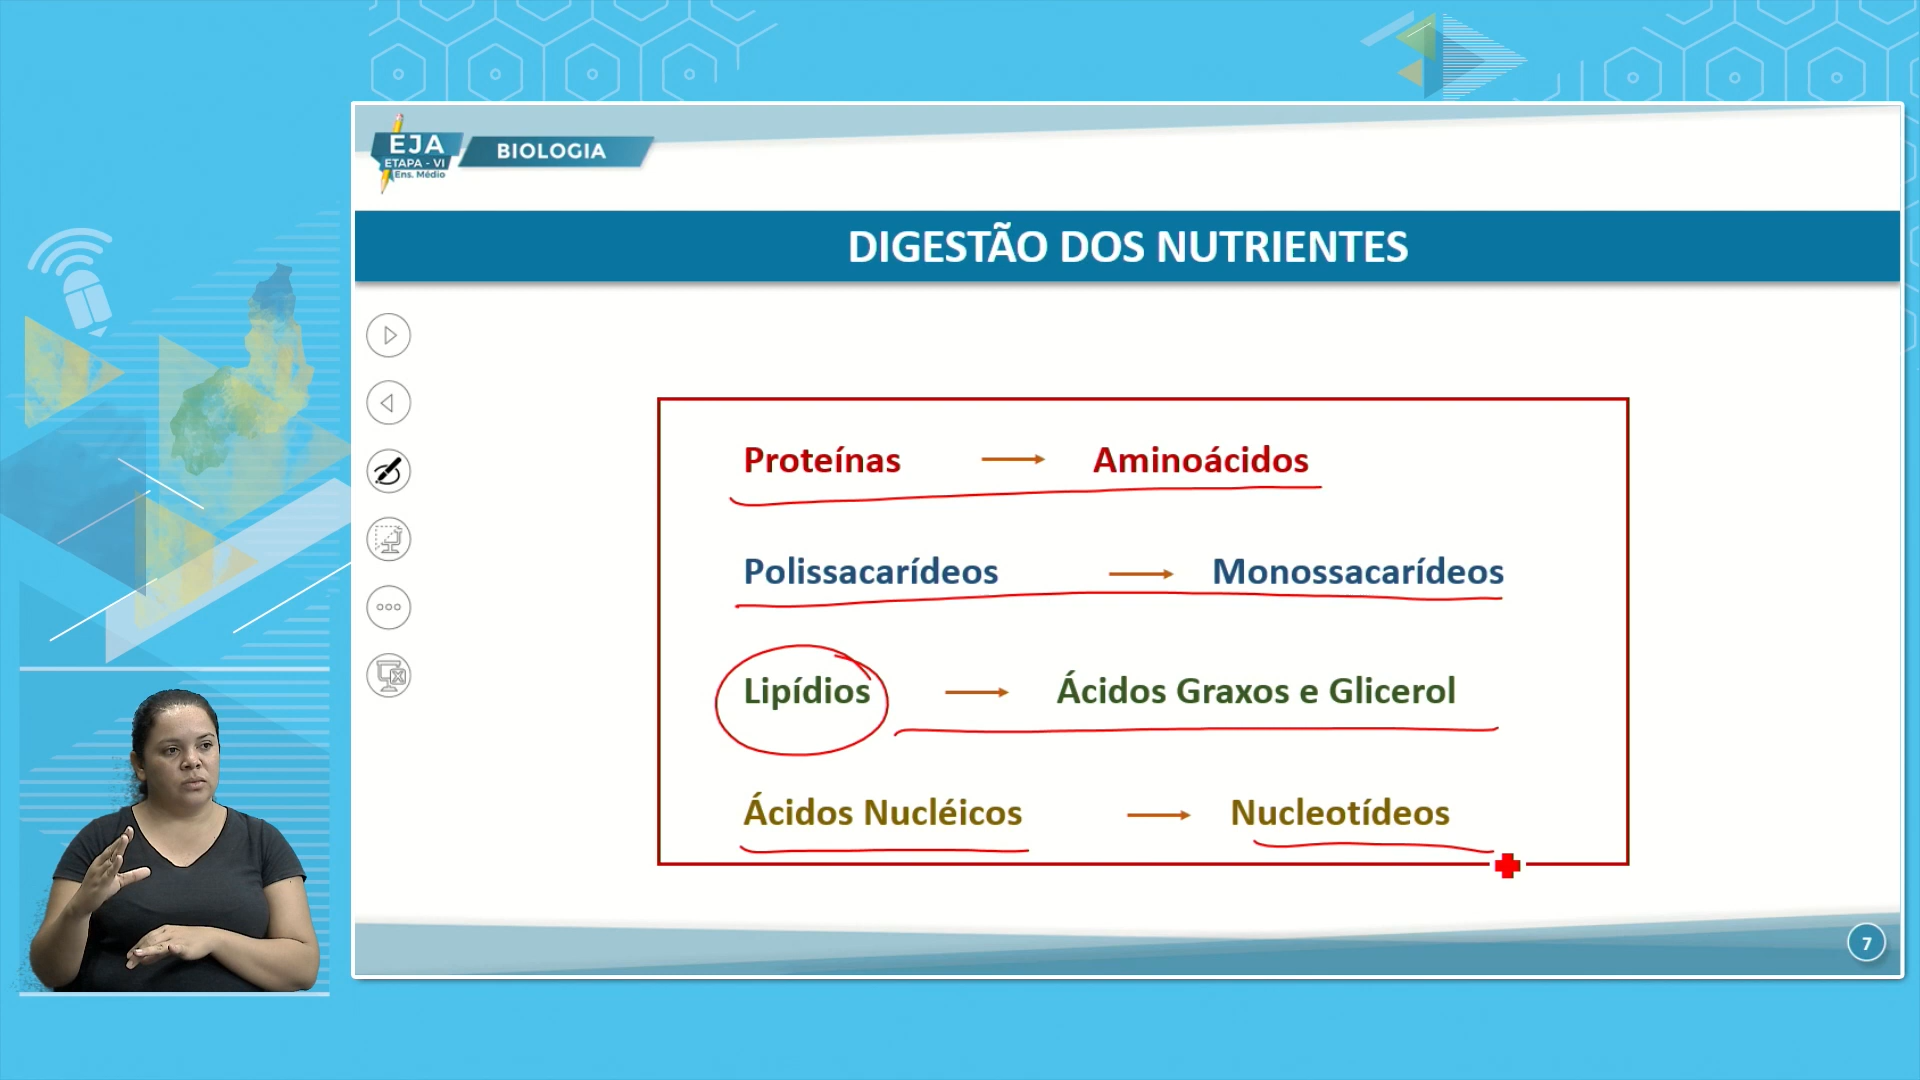 EJA
ETAPA - VI
Ens. Médio
BIOLOGIA
DIGESTÃO DOS NUTRIENTES
Proteínas → Aminoácidos
Polissacarídeos → Monossacarídeos
Lipídios → Ácidos Graxos e Glicerol
Ácidos Nucléicos → Nucleotídeos
7